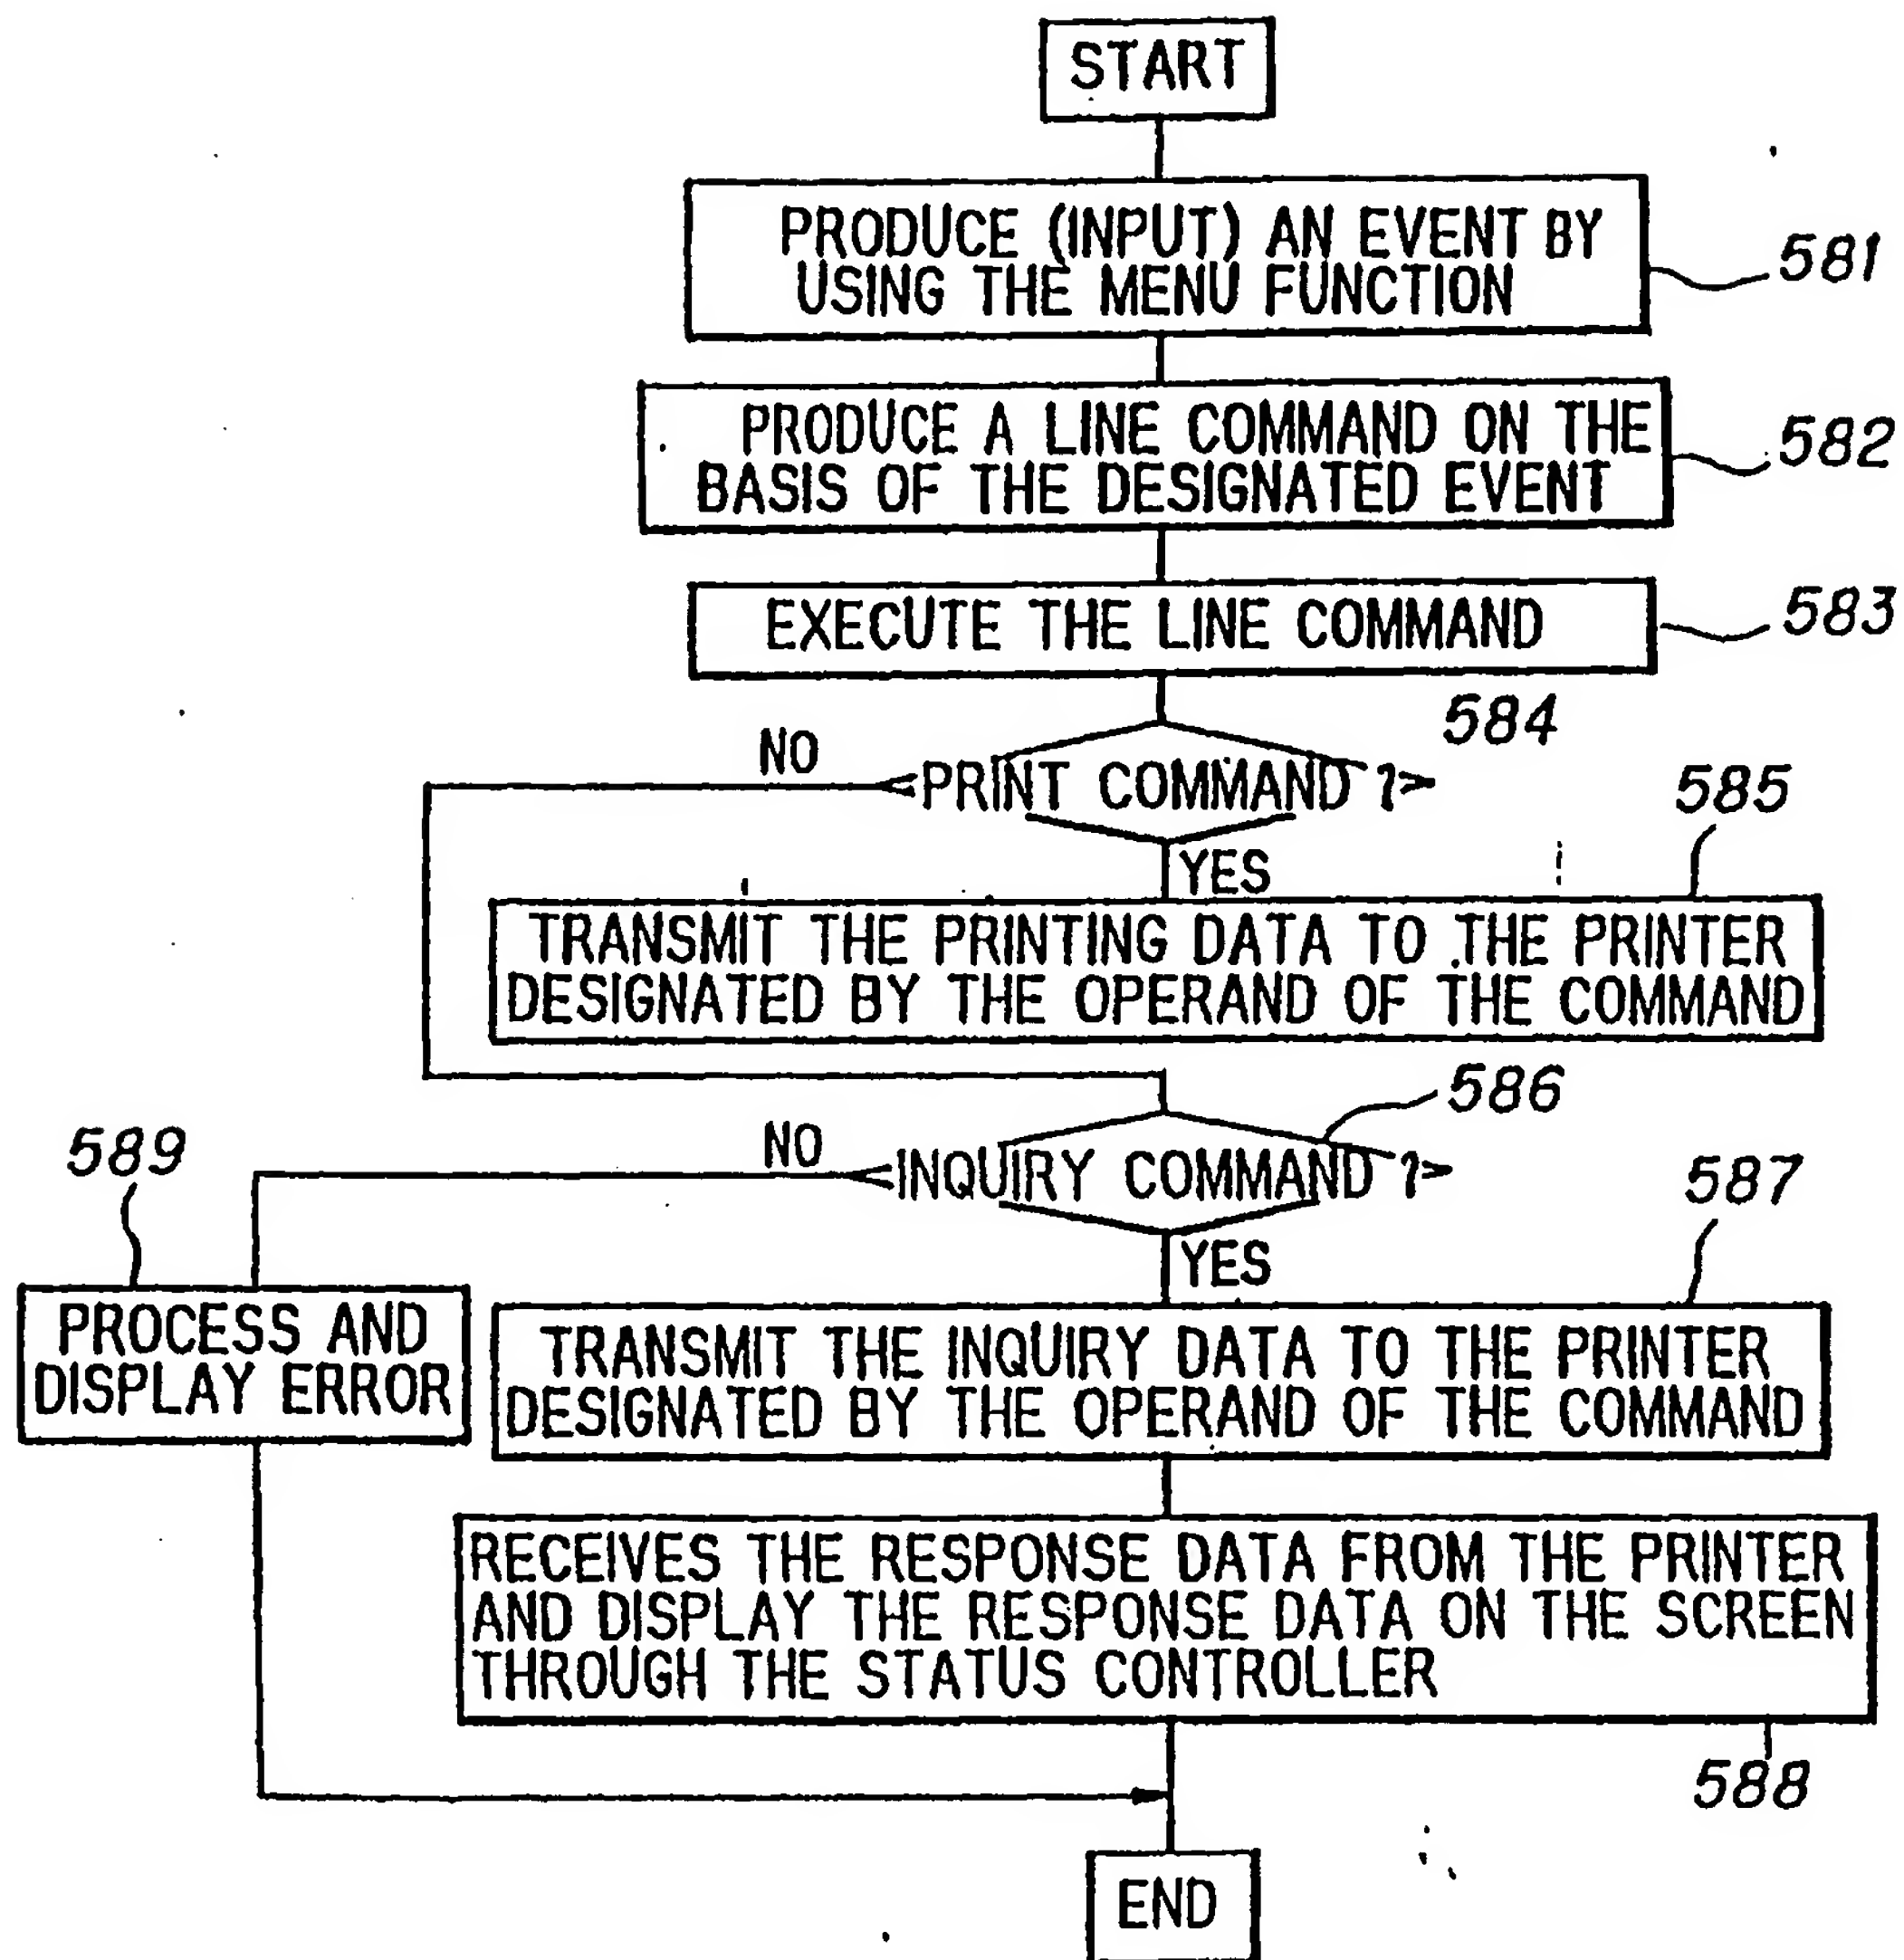 START
PRODUCE (INPUT) AN EVENT BY
USING THE MENU FUNCTION
581
PRODUCE A LINE COMMAND ON THE
BASIS OF THE DESIGNATED EVENT
582
EXECUTE THE LINE COMMAND
583
584
NO
PRINT COMMAND ?
585
YES
TRANSMIT THE PRINTING DATA TO THE PRINTER
DESIGNATED BY THE OPERAND OF THE COMMAND
586
589
NO
INQUIRY COMMAND ?
587
YES
PROCESS AND
DISPLAY ERROR
TRANSMIT THE INQUIRY DATA TO THE PRINTER
DESIGNATED BY THE OPERAND OF THE COMMAND
RECEIVES THE RESPONSE DATA FROM THE PRINTER
AND DISPLAY THE RESPONSE DATA ON THE SCREEN
THROUGH THE STATUS CONTROLLER
588
END